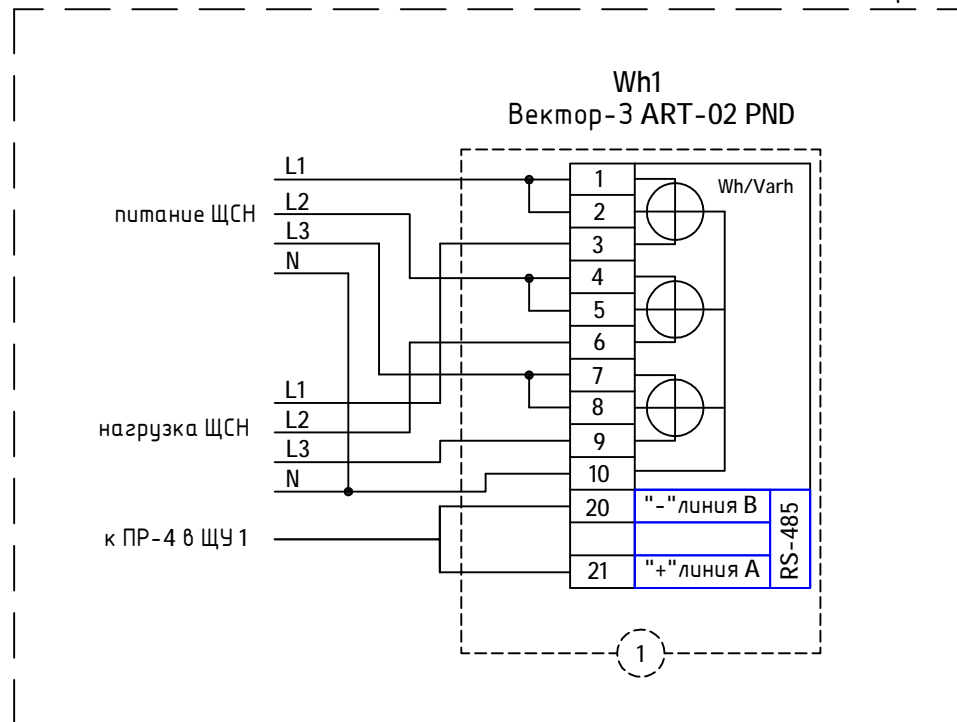 Wh1
Вектор-3 ART-02 PND
L1
1
Wh/Varh
питание ЩСН
L2
2
L3
3
N
4
5
6
7
L1
8
нагрузка ЩСН
L2
9
L3
10
N
20
"-"линия В
к ПР-4 в ЩУ 1
RS-485
21
"+"линия А
1